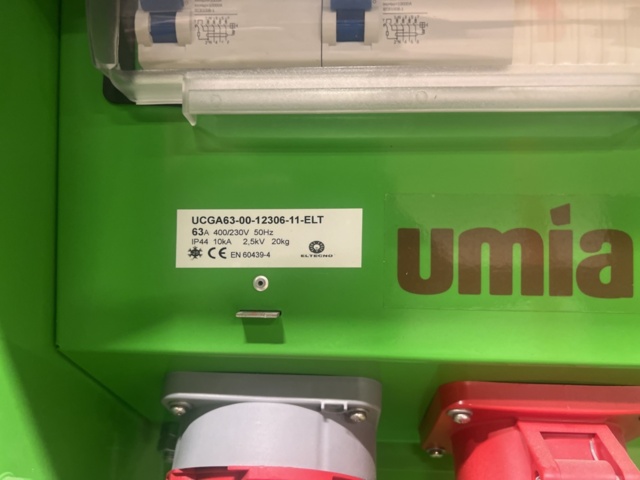 UCGA63-00-12306-11-ELT
63A 400/230V 50Hz
IP44 10kA 2,5kV 20kg
CE EN 60439-4
ELTECNO
umia